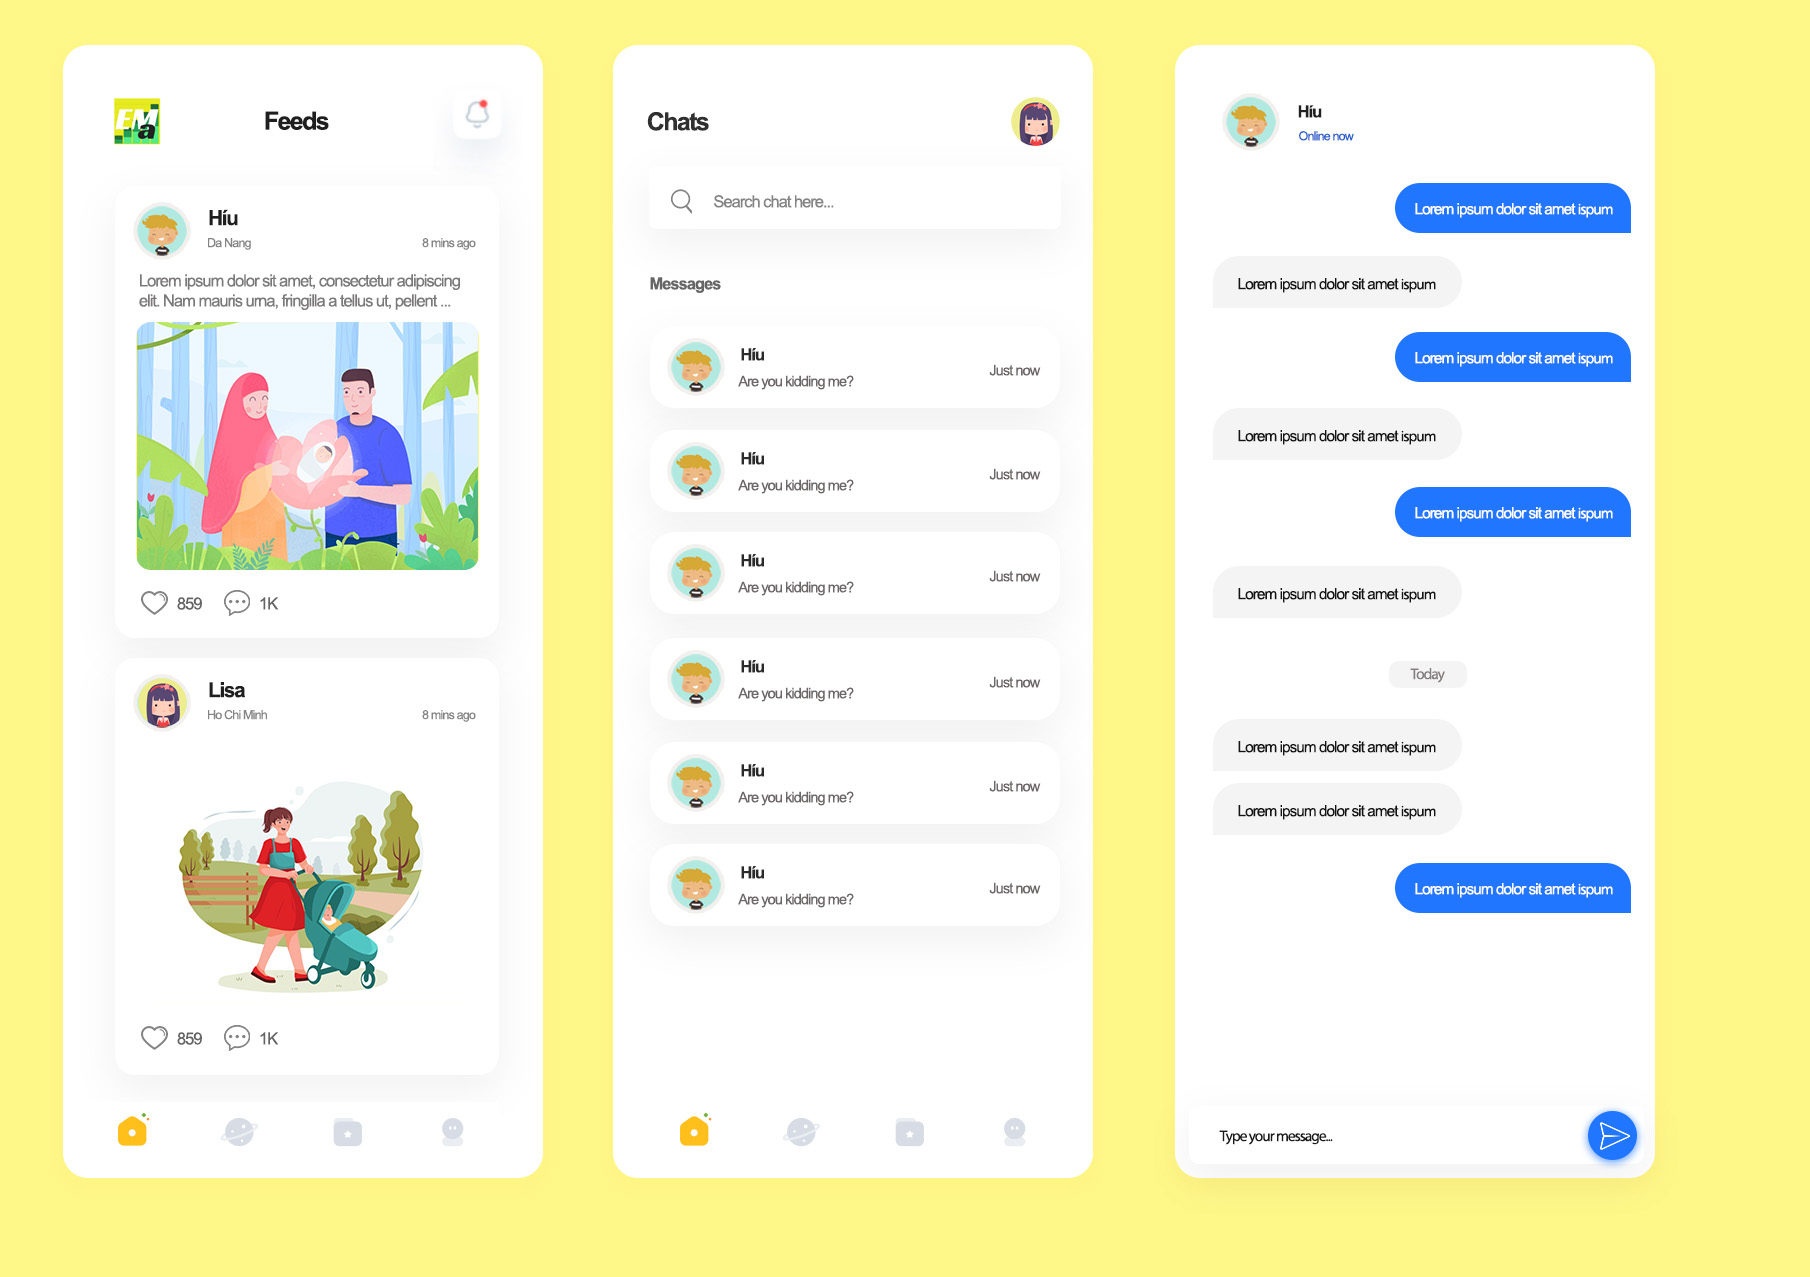 EMa
Feeds
Híu
Da Nang
8 mins ago
Lorem ipsum dolor sit amet, consectetur adipiscing
elit. Nam mauris urna, fringilla a tellus ut, pellent ...
859
1K
Lisa
Ho Chi Minh
8 mins ago
859
1K
Chats
Search chat here...
Messages
Híu
Are you kidding me?
Just now
Híu
Are you kidding me?
Just now
Híu
Are you kidding me?
Just now
Híu
Are you kidding me?
Just now
Híu
Are you kidding me?
Just now
Híu
Are you kidding me?
Just now
Híu
Online now
Lorem ipsum dolor sit amet ispum
Lorem ipsum dolor sit amet ispum
Lorem ipsum dolor sit amet ispum
Lorem ipsum dolor sit amet ispum
Lorem ipsum dolor sit amet ispum
Lorem ipsum dolor sit amet ispum
Today
Lorem ipsum dolor sit amet ispum
Lorem ipsum dolor sit amet ispum
Lorem ipsum dolor sit amet ispum
Type your message...